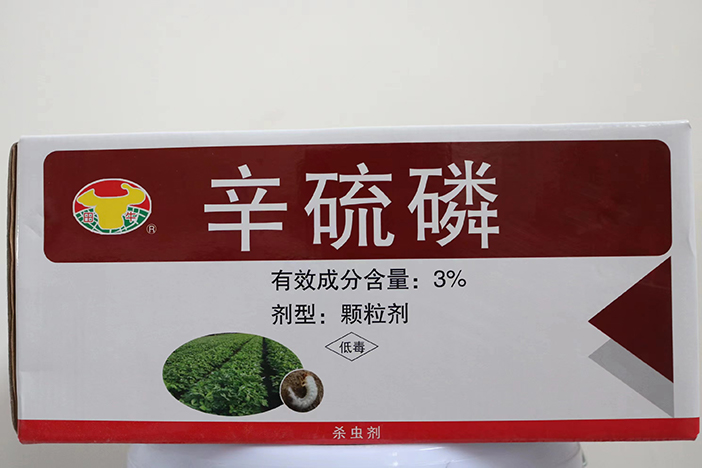 辛硫磷
田 牛 ®
有效成分含量：3%
剂型：颗粒剂
低毒
杀虫剂